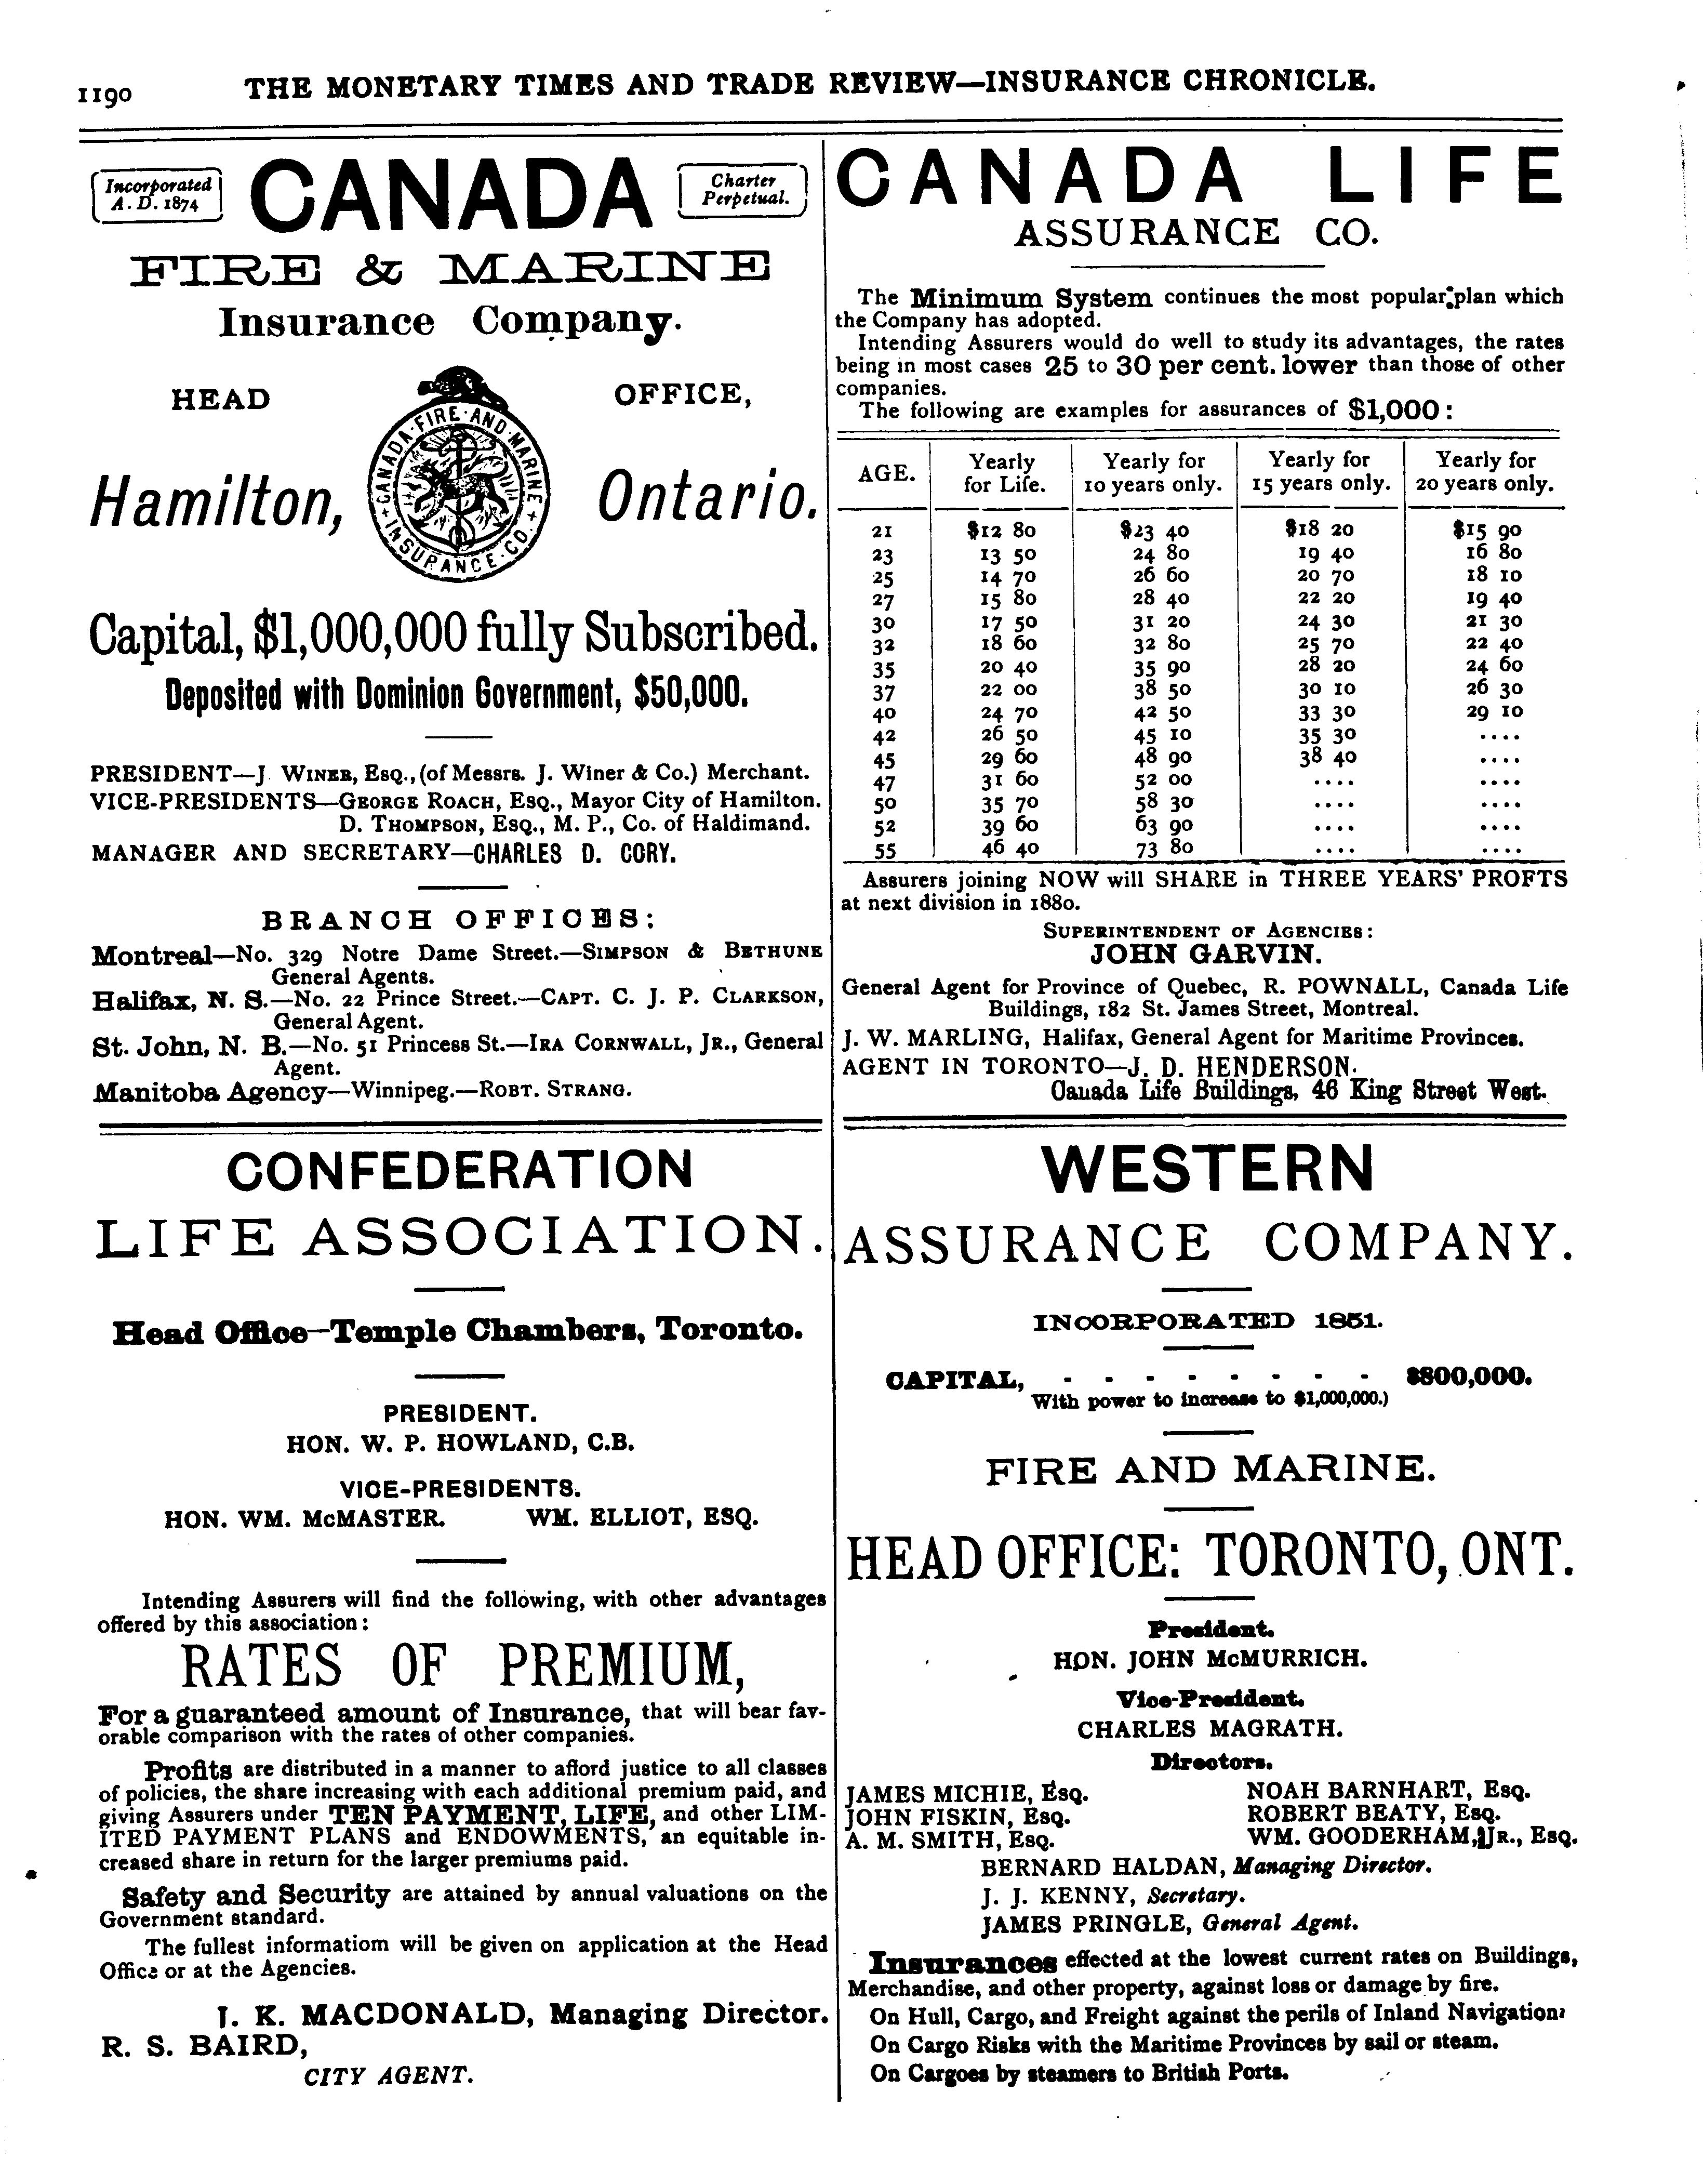 1190 THE MONETARY TIMES AND TRADE REVIEW—INSURANCE CHRONICLE.
Incorporated
A. D. 1874
CANADA
Charter
Perpetual.
FIRE & MARINE
Insurance Company.
HEAD OFFICE,
CANADA · FIRE · AND · MARINE + INSURANCE · CO. +
Hamilton, Ontario.
Capital, $1,000,000 fully Subscribed.
Deposited with Dominion Government, $50,000.
PRESIDENT—J. WINER, ESQ., (of Messrs. J. Winer & Co.) Merchant.
VICE-PRESIDENTS—GEORGE ROACH, ESQ., Mayor City of Hamilton.
D. THOMPSON, ESQ., M. P., Co. of Haldimand.
MANAGER AND SECRETARY—CHARLES D. CORY.
BRANCH OFFICES:
Montreal—No. 329 Notre Dame Street.—SIMPSON & BETHUNE
General Agents.
Halifax, N. S.—No. 22 Prince Street.—CAPT. C. J. P. CLARKSON,
General Agent.
St. John, N. B.—No. 51 Princess St.—IRA CORNWALL, JR., General
Agent.
Manitoba Agency—Winnipeg.—ROBT. STRANG.
CANADA LIFE
ASSURANCE CO.
The Minimum System continues the most popular plan which
the Company has adopted.
Intending Assurers would do well to study its advantages, the rates
being in most cases 25 to 30 per cent. lower than those of other
companies.
The following are examples for assurances of $1,000:
AGE. Yearly for Life. Yearly for 10 years only. Yearly for 15 years only. Yearly for 20 years only.
21 $12 80 $23 40 $18 20 $15 90
23 13 50 24 80 19 40 16 80
25 14 70 26 60 20 70 18 10
27 15 80 28 40 22 20 19 40
30 17 50 31 20 24 30 21 30
32 18 60 32 80 25 70 22 40
35 20 40 35 90 28 20 24 60
37 22 00 38 50 30 10 26 30
40 24 70 42 50 33 30 29 10
42 26 50 45 10 35 30 ....
45 29 60 48 90 38 40 ....
47 31 60 52 00 .... ....
50 35 70 58 30 .... ....
52 39 60 63 90 .... ....
55 46 40 73 80 .... ....
Assurers joining NOW will SHARE in THREE YEARS' PROFTS
at next division in 1880.
SUPERINTENDENT OF AGENCIES:
JOHN GARVIN.
General Agent for Province of Quebec, R. POWNALL, Canada Life
Buildings, 182 St. James Street, Montreal.
J. W. MARLING, Halifax, General Agent for Maritime Provinces.
AGENT IN TORONTO—J. D. HENDERSON.
Canada Life Buildings, 46 King Street West.
CONFEDERATION
LIFE ASSOCIATION.
Head Office—Temple Chambers, Toronto.
PRESIDENT.
HON. W. P. HOWLAND, C.B.
VICE-PRESIDENTS.
HON. WM. McMASTER. WM. ELLIOT, ESQ.
Intending Assurers will find the following, with other advantages
offered by this association:
RATES OF PREMIUM,
For a guaranteed amount of Insurance, that will bear fav-
orable comparison with the rates of other companies.
Profits are distributed in a manner to afford justice to all classes
of policies, the share increasing with each additional premium paid, and
giving Assurers under TEN PAYMENT, LIFE, and other LIM-
ITED PAYMENT PLANS and ENDOWMENTS, an equitable in-
creased share in return for the larger premiums paid.
Safety and Security are attained by annual valuations on the
Government standard.
The fullest informatiom will be given on application at the Head
Office or at the Agencies.
J. K. MACDONALD, Managing Director.
R. S. BAIRD,
CITY AGENT.
WESTERN
ASSURANCE COMPANY.
INCORPORATED 1851.
CAPITAL, - - - - - - - - $800,000.
With power to increase to $1,000,000.)
FIRE AND MARINE.
HEAD OFFICE: TORONTO, ONT.
President.
HON. JOHN McMURRICH.
Vice-President.
CHARLES MAGRATH.
Directors.
JAMES MICHIE, Esq. NOAH BARNHART, Esq.
JOHN FISKIN, Esq. ROBERT BEATY, Esq.
A. M. SMITH, Esq. WM. GOODERHAM, JR., Esq.
BERNARD HALDAN, Managing Director.
J. J. KENNY, Secretary.
JAMES PRINGLE, General Agent.
Insurances effected at the lowest current rates on Buildings,
Merchandise, and other property, against loss or damage by fire.
On Hull, Cargo, and Freight against the perils of Inland Navigation
On Cargo Risks with the Maritime Provinces by sail or steam.
On Cargoes by steamers to British Ports.